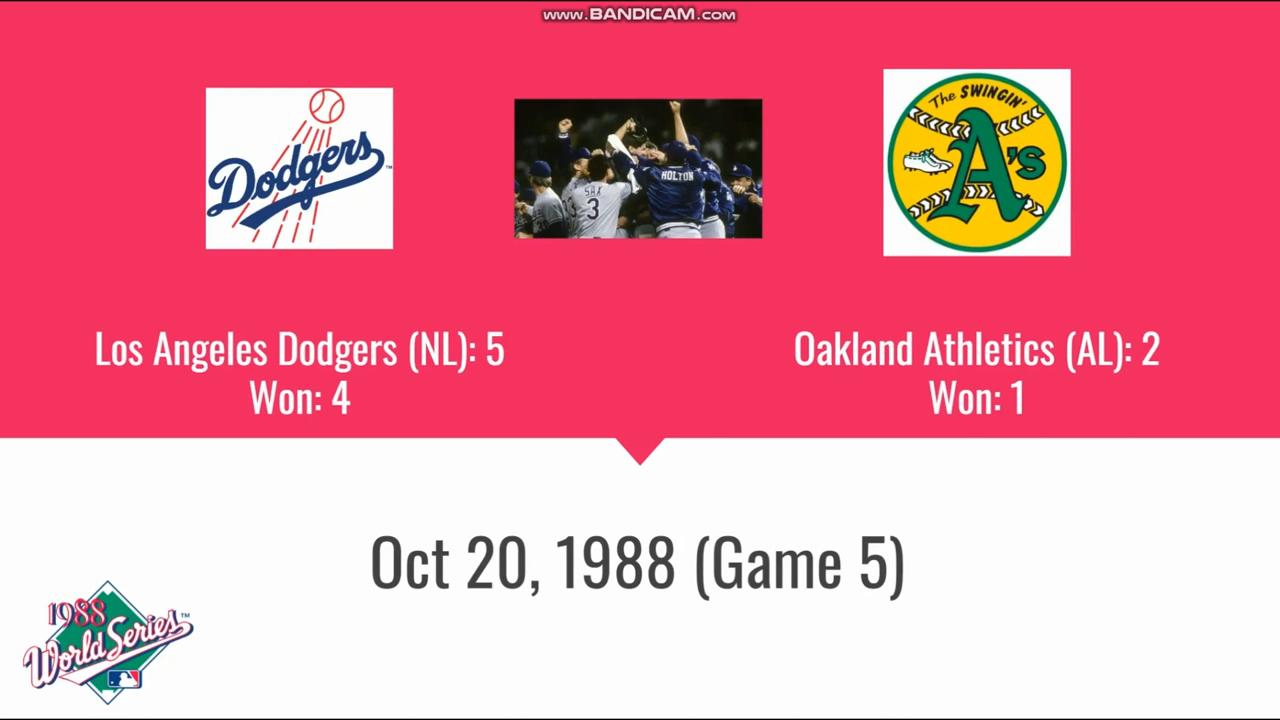 www.BANDICAM.com
Dodgers
The SWINGIN'
A's
SAX
3
HOLTON
Los Angeles Dodgers (NL): 5
Won: 4
Oakland Athletics (AL): 2
Won: 1
Oct 20, 1988 (Game 5)
1988
World Series